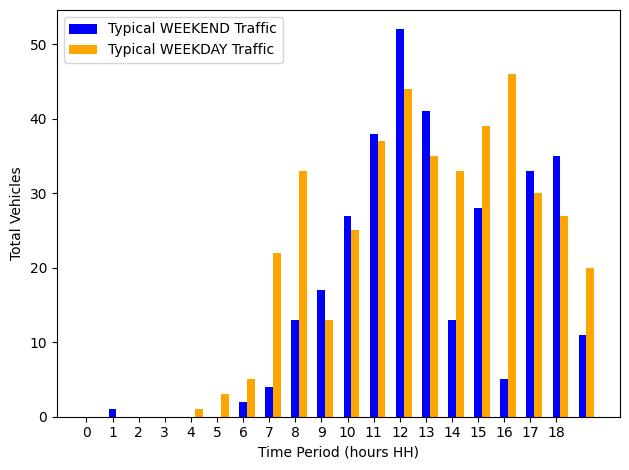 Typical WEEKEND Traffic
Typical WEEKDAY Traffic
50
40
30
20
10
0
Total Vehicles
0 1 2 3 4 5 6 7 8 9 10 11 12 13 14 15 16 17 18
Time Period (hours HH)